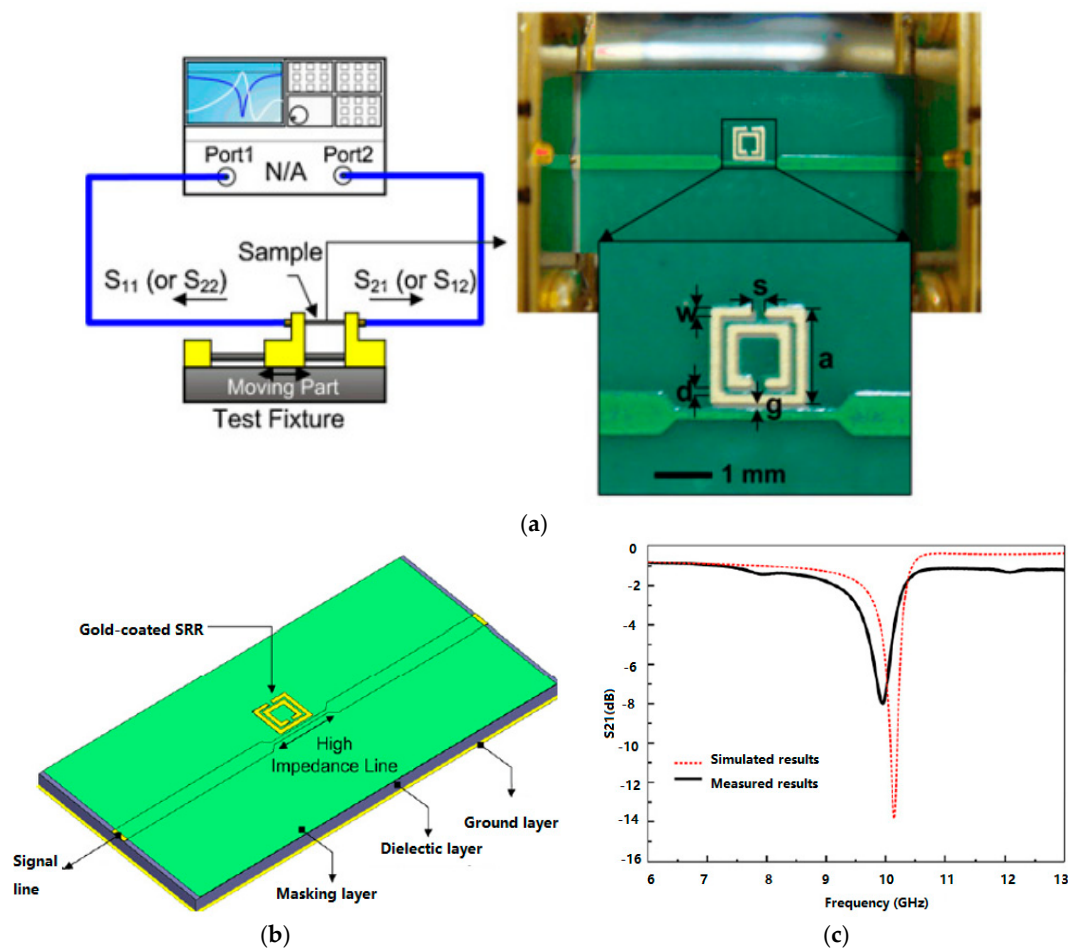 Port1
Port2
N/A
Sample
S11 (or S22)
S21 (or S12)
Moving Part
Test Fixture
s
w
a
d
g
1 mm
(a)
Gold-coated SRR
High
Impedance Line
Ground layer
Dielectic layer
Masking layer
Signal
line
(b)
0
-2
-4
-6
-8
-10
-12
-14
-16
S21(dB)
Simulated results
Measured results
6
7
8
9
10
11
12
13
Frequency (GHz)
(c)